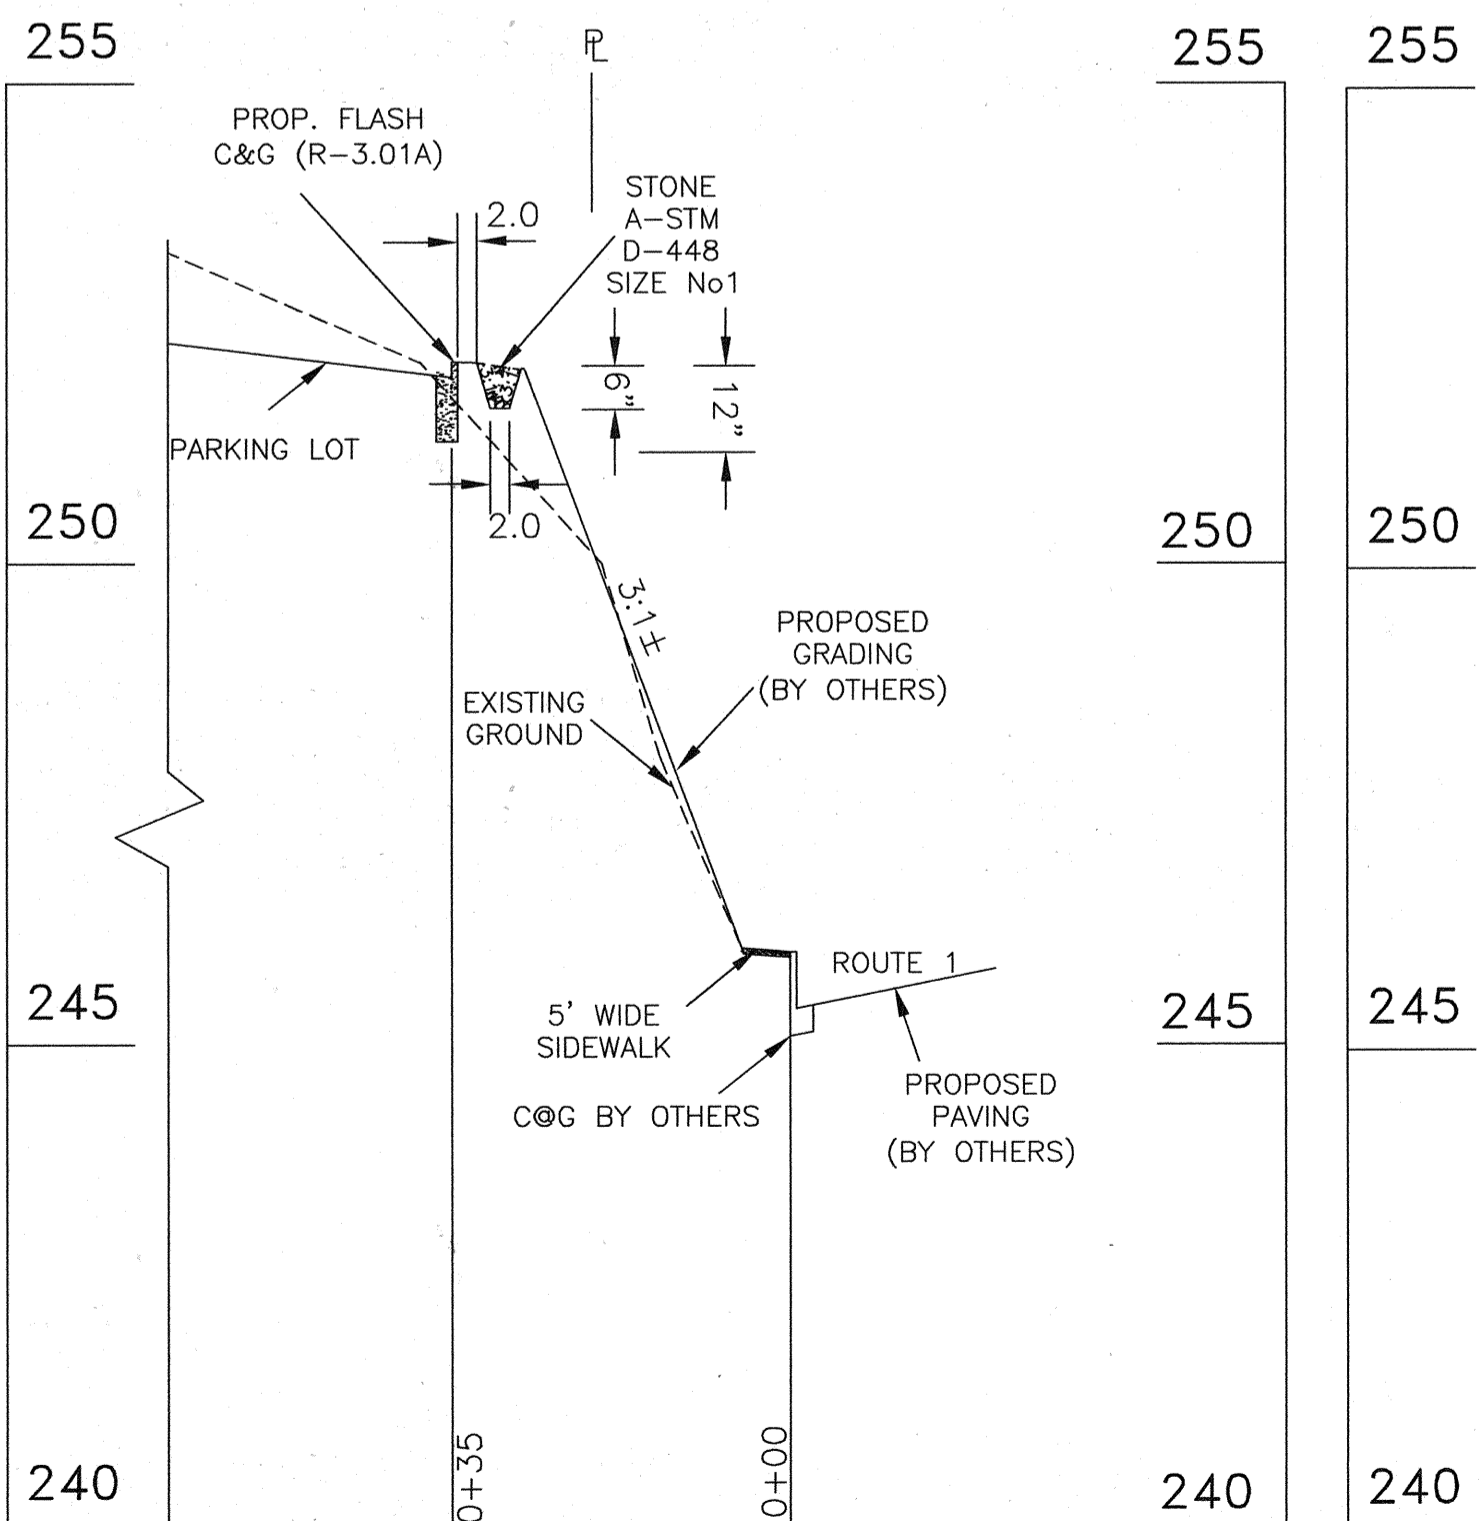 255
℄
255
255
PROP. FLASH
C&G (R-3.01A)
STONE
A-STM
D-448
SIZE No1
2.0
6"
12"
PARKING LOT
2.0
250
250
250
3:1±
PROPOSED
GRADING
(BY OTHERS)
EXISTING
GROUND
ROUTE 1
245
245
245
5' WIDE
SIDEWALK
C@G BY OTHERS
PROPOSED
PAVING
(BY OTHERS)
0+35
0+00
240
240
240